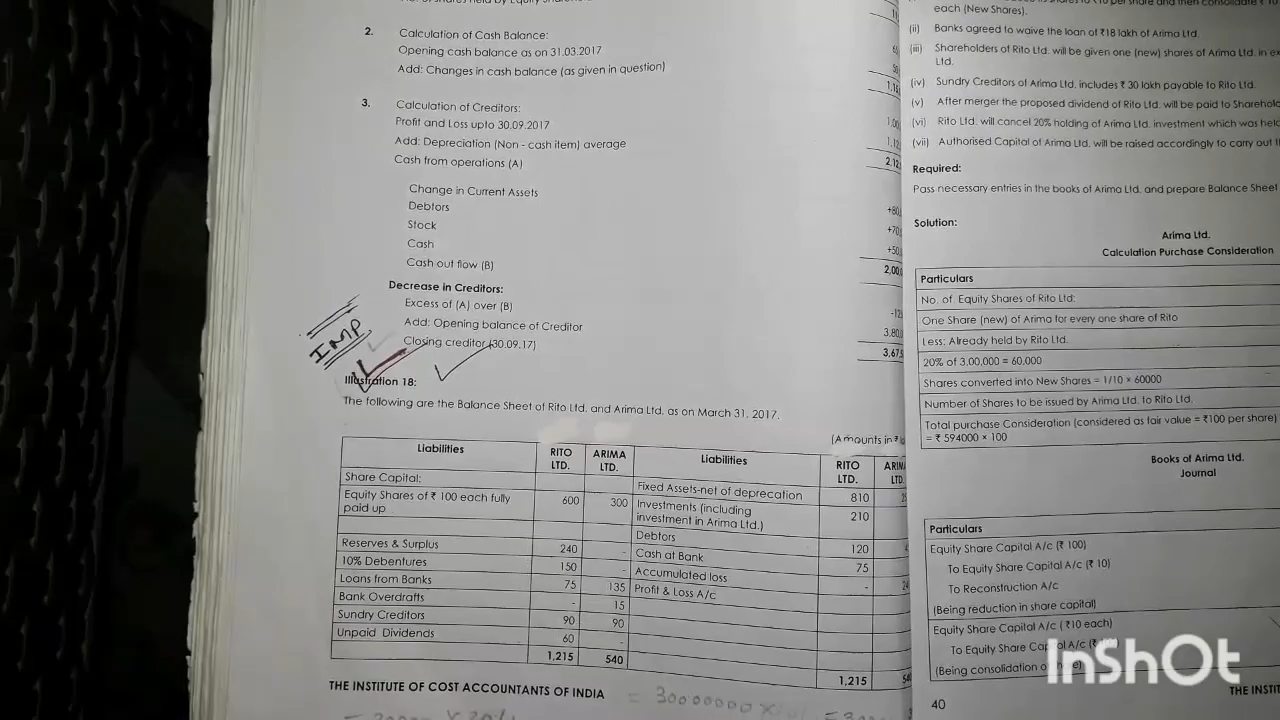 2. Calculation of Cash Balance:
Opening cash balance as on 31.03.2017
Add: Changes in cash balance (as given in question)
3. Calculation of Creditors:
Profit and Loss upto 30.09.2017
Add: Depreciation (Non - cash item) average
Cash from operations (A)
Change in Current Assets
Debtors
Stock
Cash
Cash out flow (B)
Decrease in Creditors:
Excess of (A) over (B)
Add: Opening balance of Creditor
Closing creditor (30.09.17)
IMP
Illustration 18:
The following are the Balance Sheet of Rito Ltd. and Arima Ltd. as on March 31, 2017.
(Amounts in ₹
Liabilities RITO LTD. ARIMA LTD. Liabilities RITO LTD. ARIMA LTD.
Share Capital: Fixed Assets-net of deprecation 810
Equity Shares of ₹ 100 each fully paid up 600 300 Investments (including investment in Arima Ltd.) 210
Debtors 120
Reserves & Surplus 240 - Cash at Bank 75
10% Debentures 150 - Accumulated loss
Loans from Banks 75 135 Profit & Loss A/c -
Bank Overdrafts - 15
Sundry Creditors 90 90
Unpaid Dividends 60 -
1,215 540 1,215
THE INSTITUTE OF COST ACCOUNTANTS OF INDIA
= 30000000 ×
each (New Shares).
(ii) Banks agreed to waive the loan of ₹18 lakh of Arima Ltd.
(iii) Shareholders of Rito Ltd. will be given one (new) shares of Arima Ltd. in
Ltd.
(iv) Sundry Creditors of Arima Ltd. includes ₹ 30 lakh payable to Rito Ltd.
(v) After merger the proposed dividend of Rito Ltd. will be paid to
(vi) Rito Ltd. will cancel 20% holding of Arima Ltd. investment which was held
(vii) Authorised Capital of Arima Ltd. will be raised accordingly to carry out
Required:
Pass necessary entries in the books of Arima Ltd. and prepare Balance Sheet
Solution:
Arima Ltd.
Calculation Purchase Consideration
Particulars
No. of Equity Shares of Rito Ltd:
One Share (new) of Arima for every one share of Rito
Less: Already held by Rito Ltd.
20% of 3,00,000 = 60,000
Shares converted into New Shares = 1/10 × 60000
Number of Shares to be issued by Arima Ltd. to Rito Ltd.
Total purchase Consideration (considered as fair value = ₹100 per share)
= ₹ 594000 × 100
Books of Arima Ltd.
Journal
Particulars
Equity Share Capital A/c (₹ 100)
To Equity Share Capital A/c (₹ 10)
To Reconstruction A/c
(Being reduction in share capital)
Equity Share Capital A/c (₹10 each)
To Equity Share Capital A/c
(Being consolidation
InShOt
THE
40